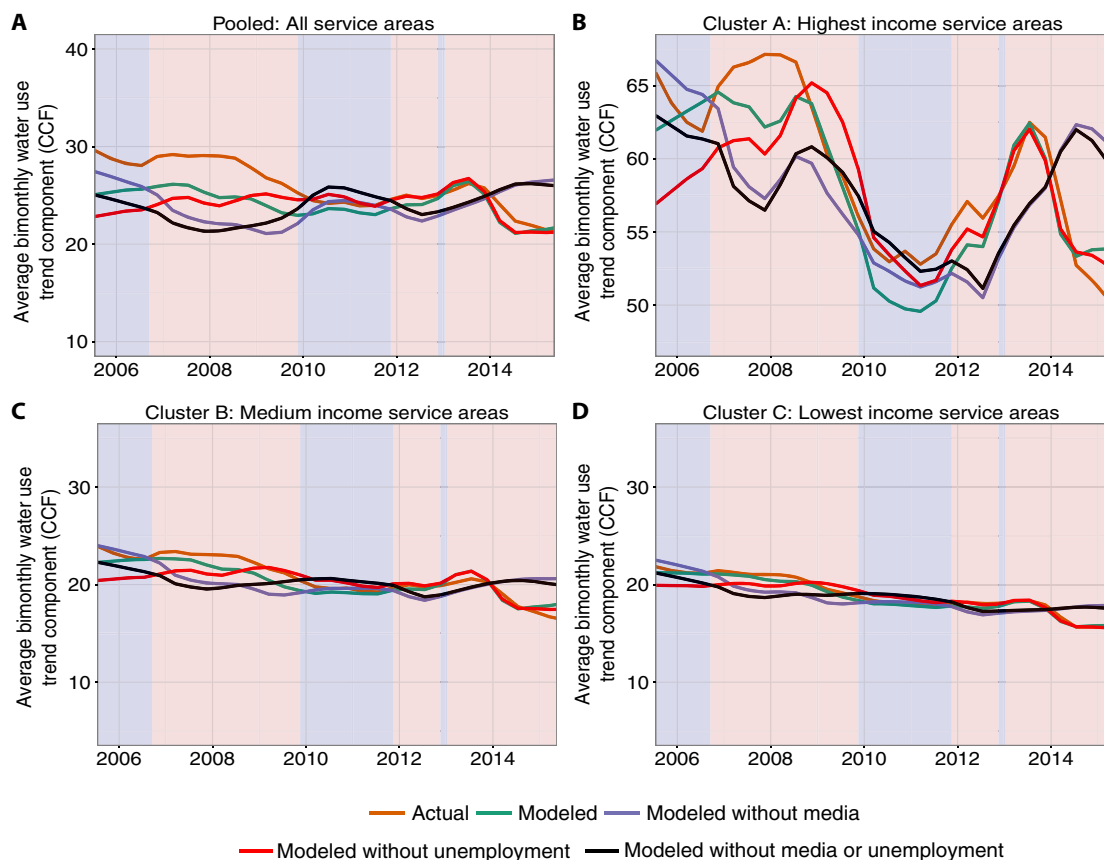 A
Pooled: All service areas
Average bimonthly water use
trend component (CCF)
40
30
20
10
2006 2008 2010 2012 2014
B
Cluster A: Highest income service areas
Average bimonthly water use
trend component (CCF)
65
60
55
50
2006 2008 2010 2012 2014
C
Cluster B: Medium income service areas
Average bimonthly water use
trend component (CCF)
30
20
10
2006 2008 2010 2012 2014
D
Cluster C: Lowest income service areas
Average bimonthly water use
trend component (CCF)
30
20
10
2006 2008 2010 2012 2014
Actual Modeled Modeled without media
Modeled without unemployment Modeled without media or unemployment